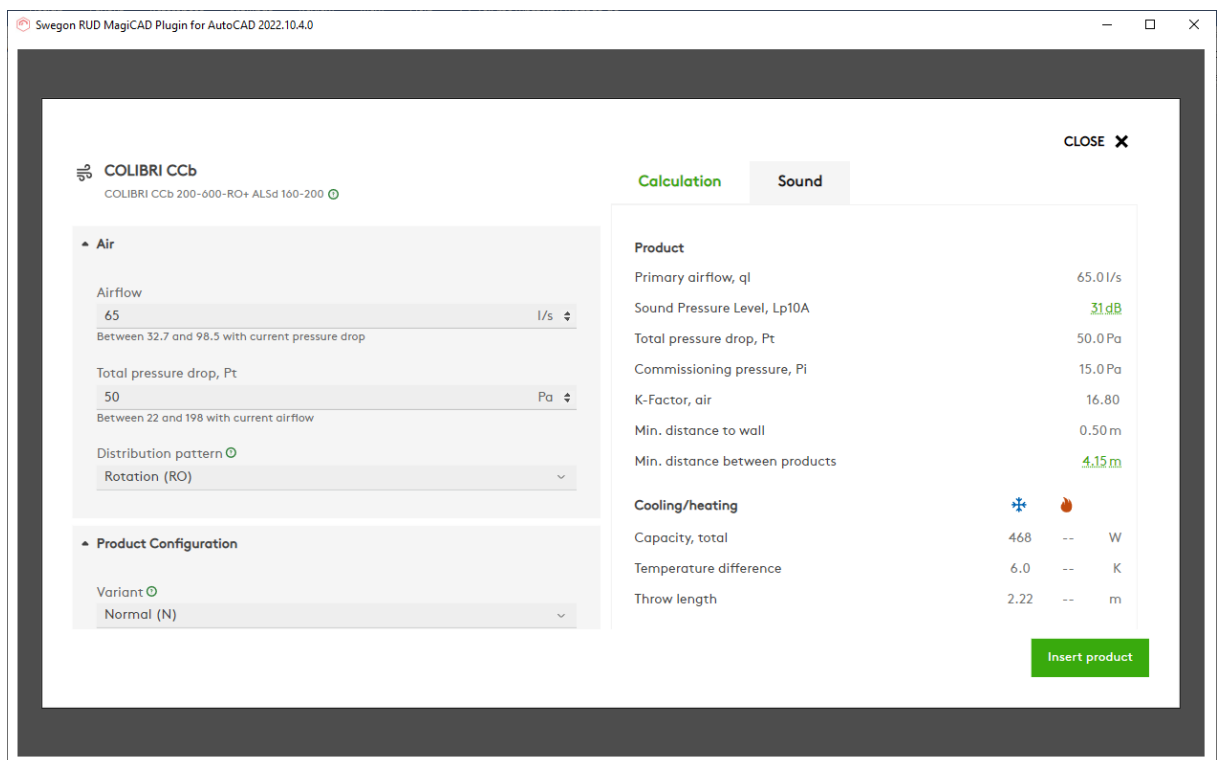 Swegon RUD MagiCAD Plugin for AutoCAD 2022.10.4.0
CLOSE
COLIBRI CCb
COLIBRI CCb 200-600-RO+ ALSd 160-200
Air
Airflow
65 l/s
Between 32.7 and 98.5 with current pressure drop
Total pressure drop, Pt
50 Pa
Between 22 and 198 with current airflow
Distribution pattern
Rotation (RO)
Product Configuration
Variant
Normal (N)
Calculation Sound
Product
Primary airflow, ql 65.0 l/s
Sound Pressure Level, Lp10A 31 dB
Total pressure drop, Pt 50.0 Pa
Commissioning pressure, Pi 15.0 Pa
K-Factor, air 16.80
Min. distance to wall 0.50 m
Min. distance between products 4.15 m
Cooling/heating
Capacity, total 468 -- W
Temperature difference 6.0 -- K
Throw length 2.22 -- m
Insert product